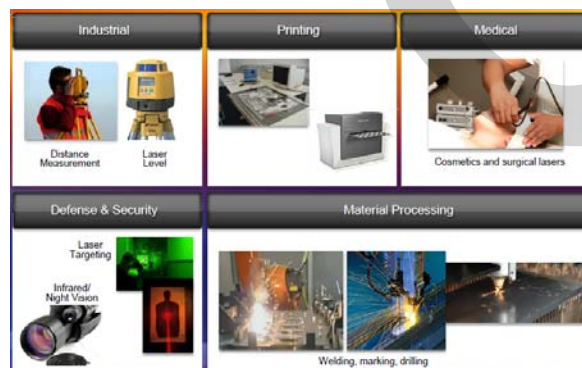 Industrial
Printing
Medical
Distance
Measurement
Laser
Level
Cosmetics and surgical lasers
Defense & Security
Material Processing
Laser
Targeting
Infrared/
Night Vision
Welding, marking, drilling